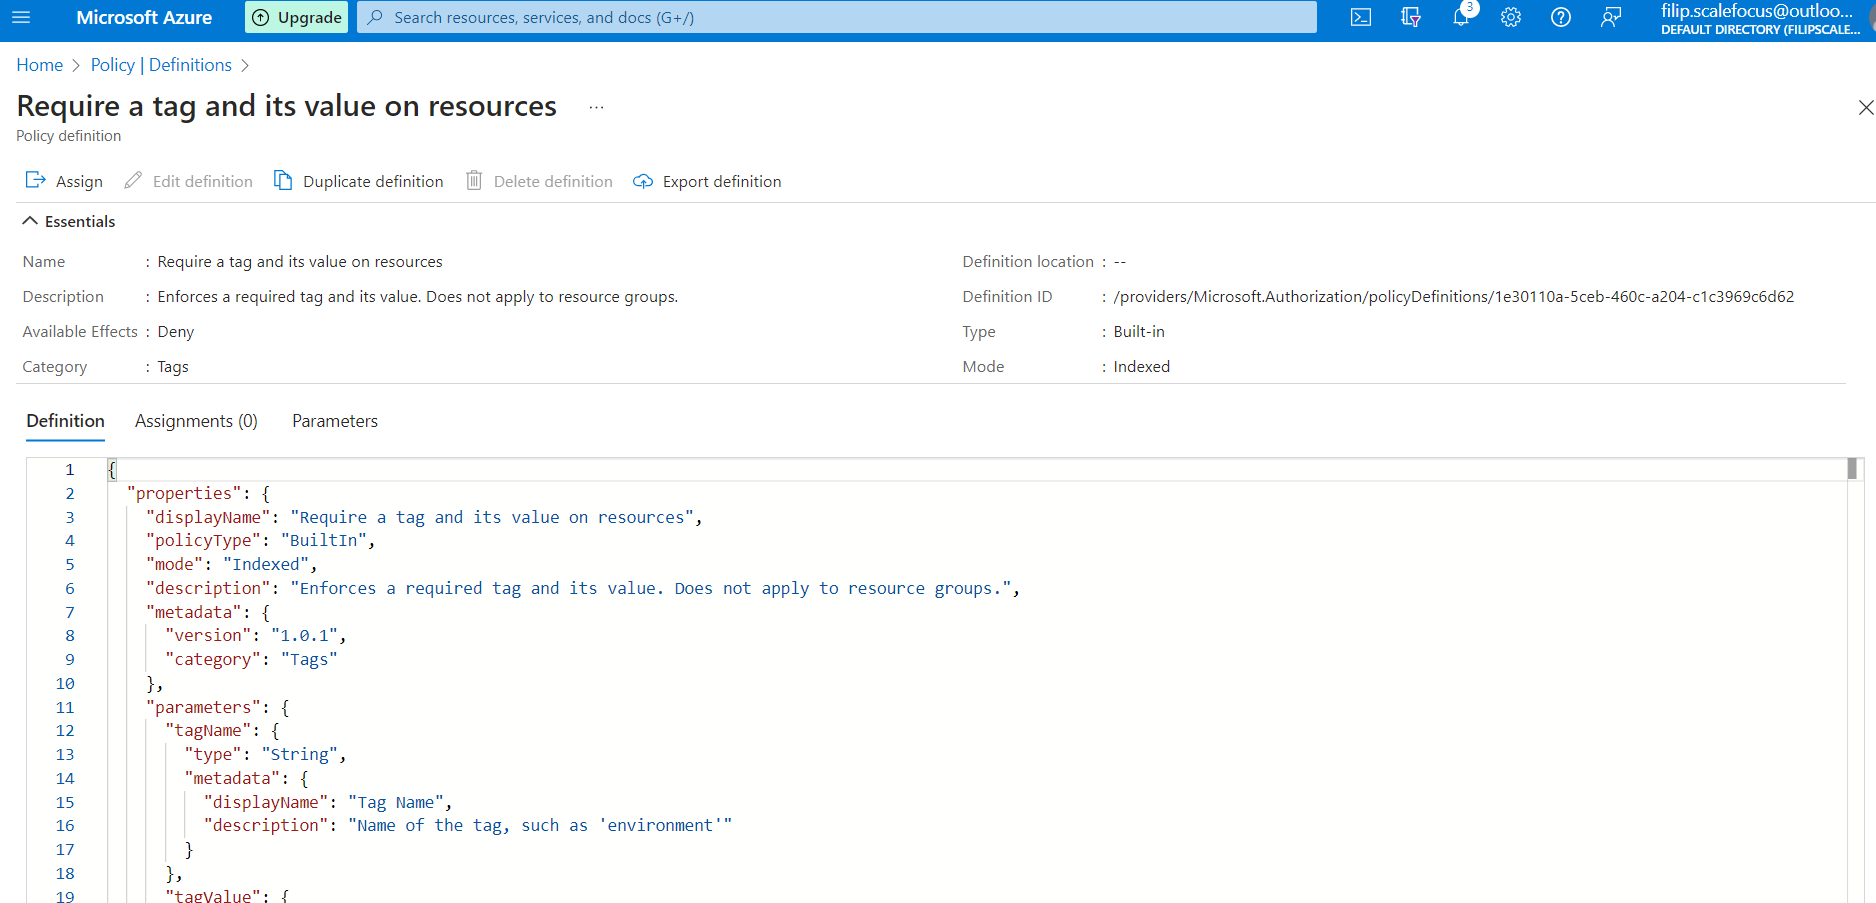 Microsoft Azure
Upgrade
Search resources, services, and docs (G+/)
3
filip.scalefocus@outloo...
DEFAULT DIRECTORY (FILIPSCALE...
Home > Policy | Definitions >
Require a tag and its value on resources ...
Policy definition
Assign Edit definition Duplicate definition Delete definition Export definition
Essentials
Name : Require a tag and its value on resources
Definition location : --
Description : Enforces a required tag and its value. Does not apply to resource groups.
Definition ID : /providers/Microsoft.Authorization/policyDefinitions/1e30110a-5ceb-460c-a204-c1c3969c6d62
Available Effects : Deny
Type : Built-in
Category : Tags
Mode : Indexed
Definition Assignments (0) Parameters
1 {
2 "properties": {
3 "displayName": "Require a tag and its value on resources",
4 "policyType": "BuiltIn",
5 "mode": "Indexed",
6 "description": "Enforces a required tag and its value. Does not apply to resource groups.",
7 "metadata": {
8 "version": "1.0.1",
9 "category": "Tags"
10 },
11 "parameters": {
12 "tagName": {
13 "type": "String",
14 "metadata": {
15 "displayName": "Tag Name",
16 "description": "Name of the tag, such as 'environment'"
17 }
18 },
19 "tagValue": {